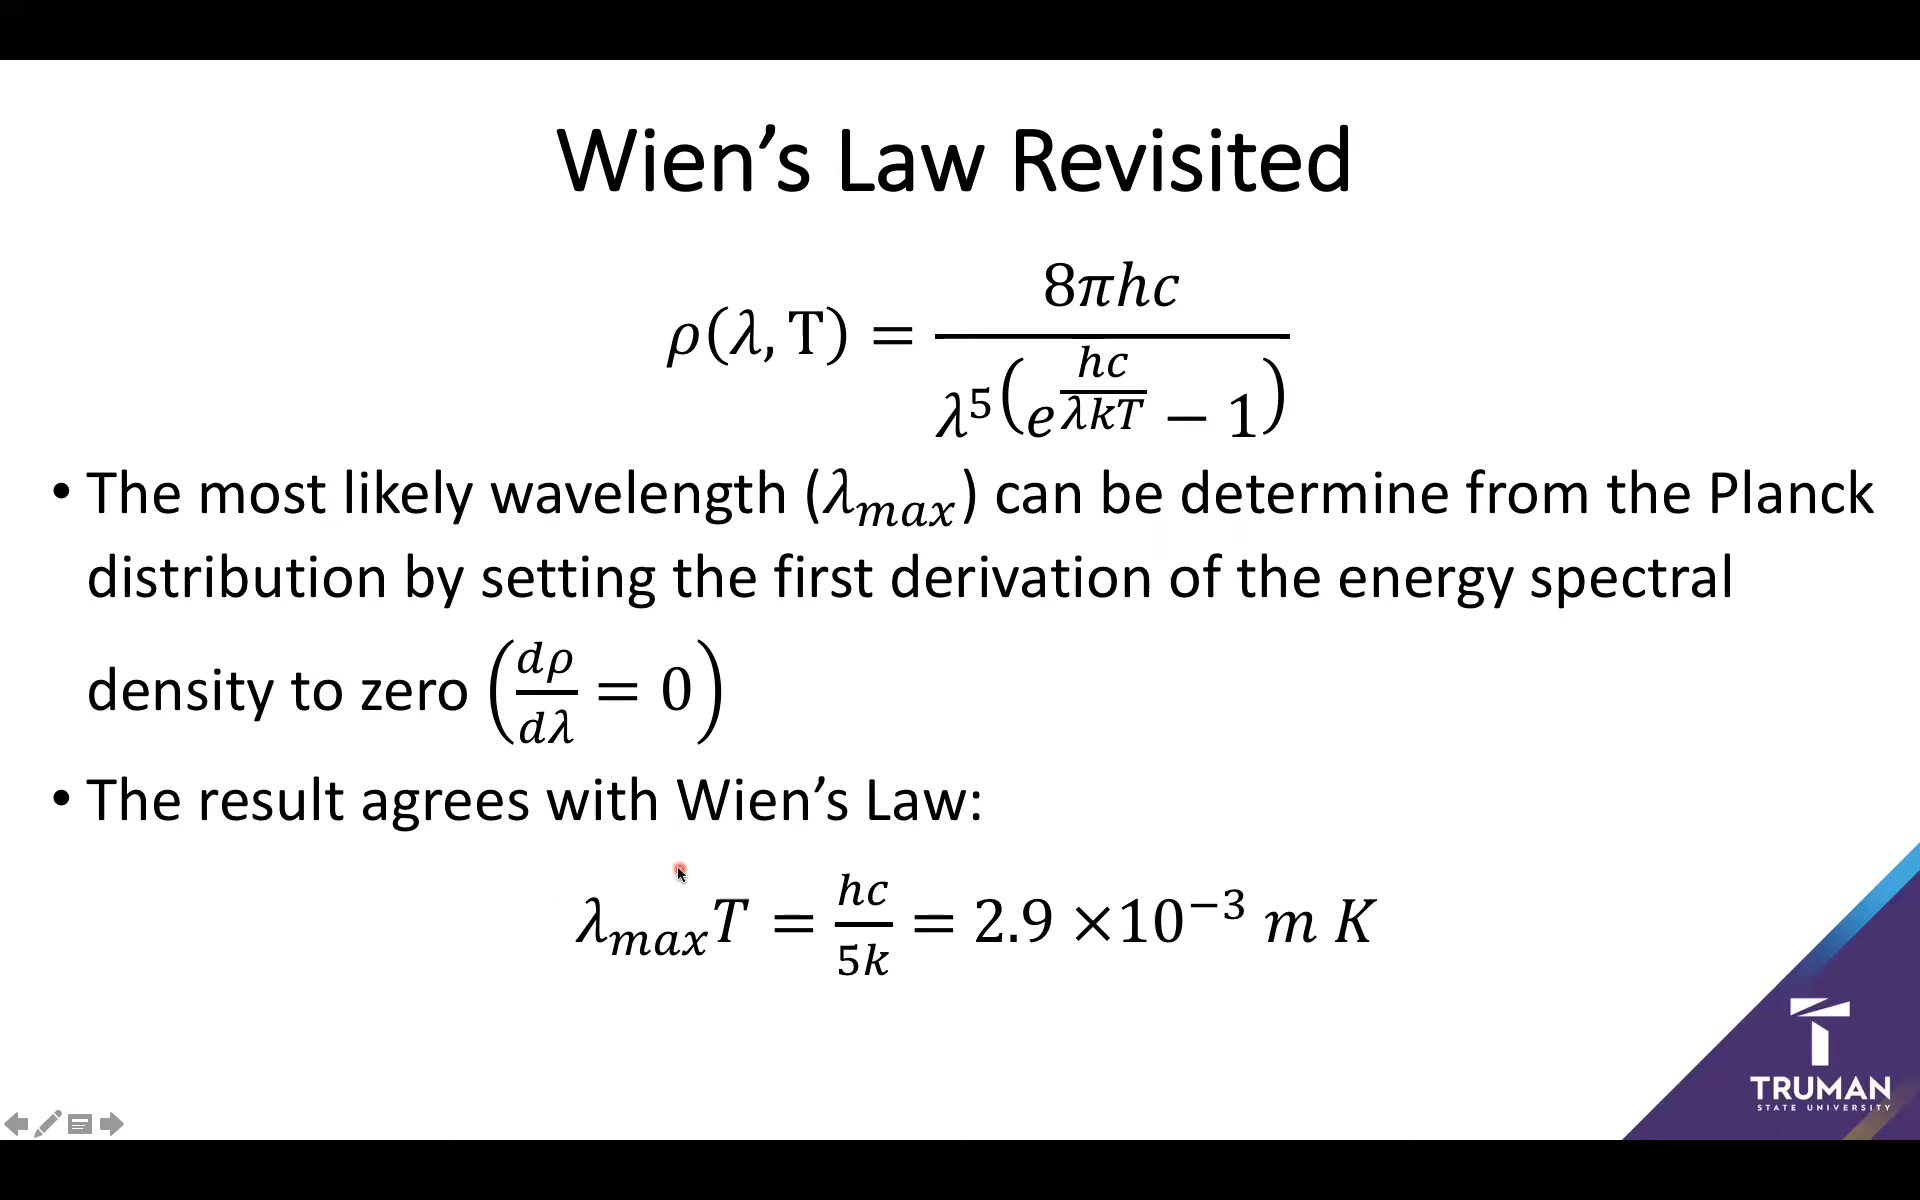 Wien’s Law Revisited
ρ(λ,T) = 8πhc / λ⁵(e^(hc/λkT) − 1)
• The most likely wavelength (λₘₐₓ) can be determine from the Planck
distribution by setting the first derivation of the energy spectral
density to zero (dρ/dλ = 0)
• The result agrees with Wien’s Law:
λₘₐₓT = hc/5k = 2.9 ×10⁻³ m K
TRUMAN
STATE UNIVERSITY